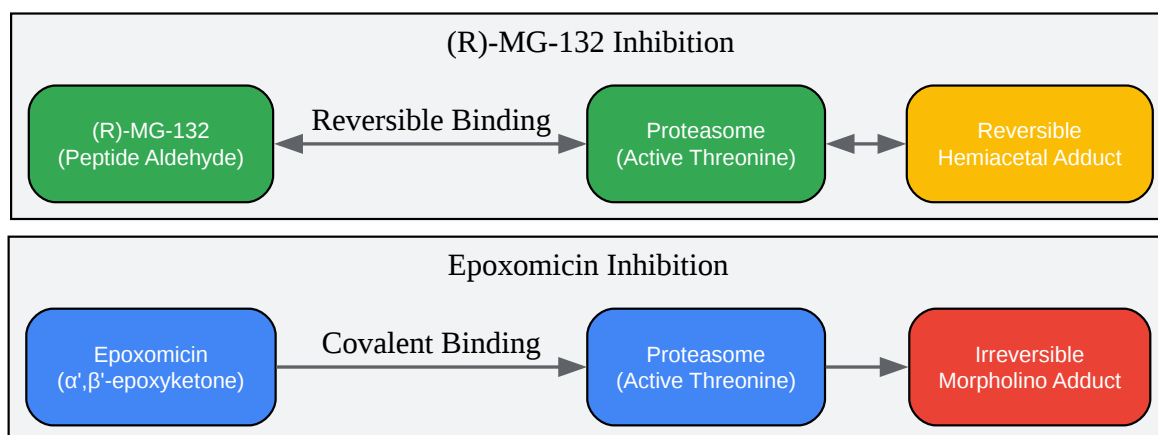 (R)-MG-132 Inhibition
(R)-MG-132
(Peptide Aldehyde)
Reversible Binding
Proteasome
(Active Threonine)
Reversible
Hemiacetal Adduct
Epoxomicin Inhibition
Epoxomicin
(α',β'-epoxyketone)
Covalent Binding
Proteasome
(Active Threonine)
Irreversible
Morpholino Adduct